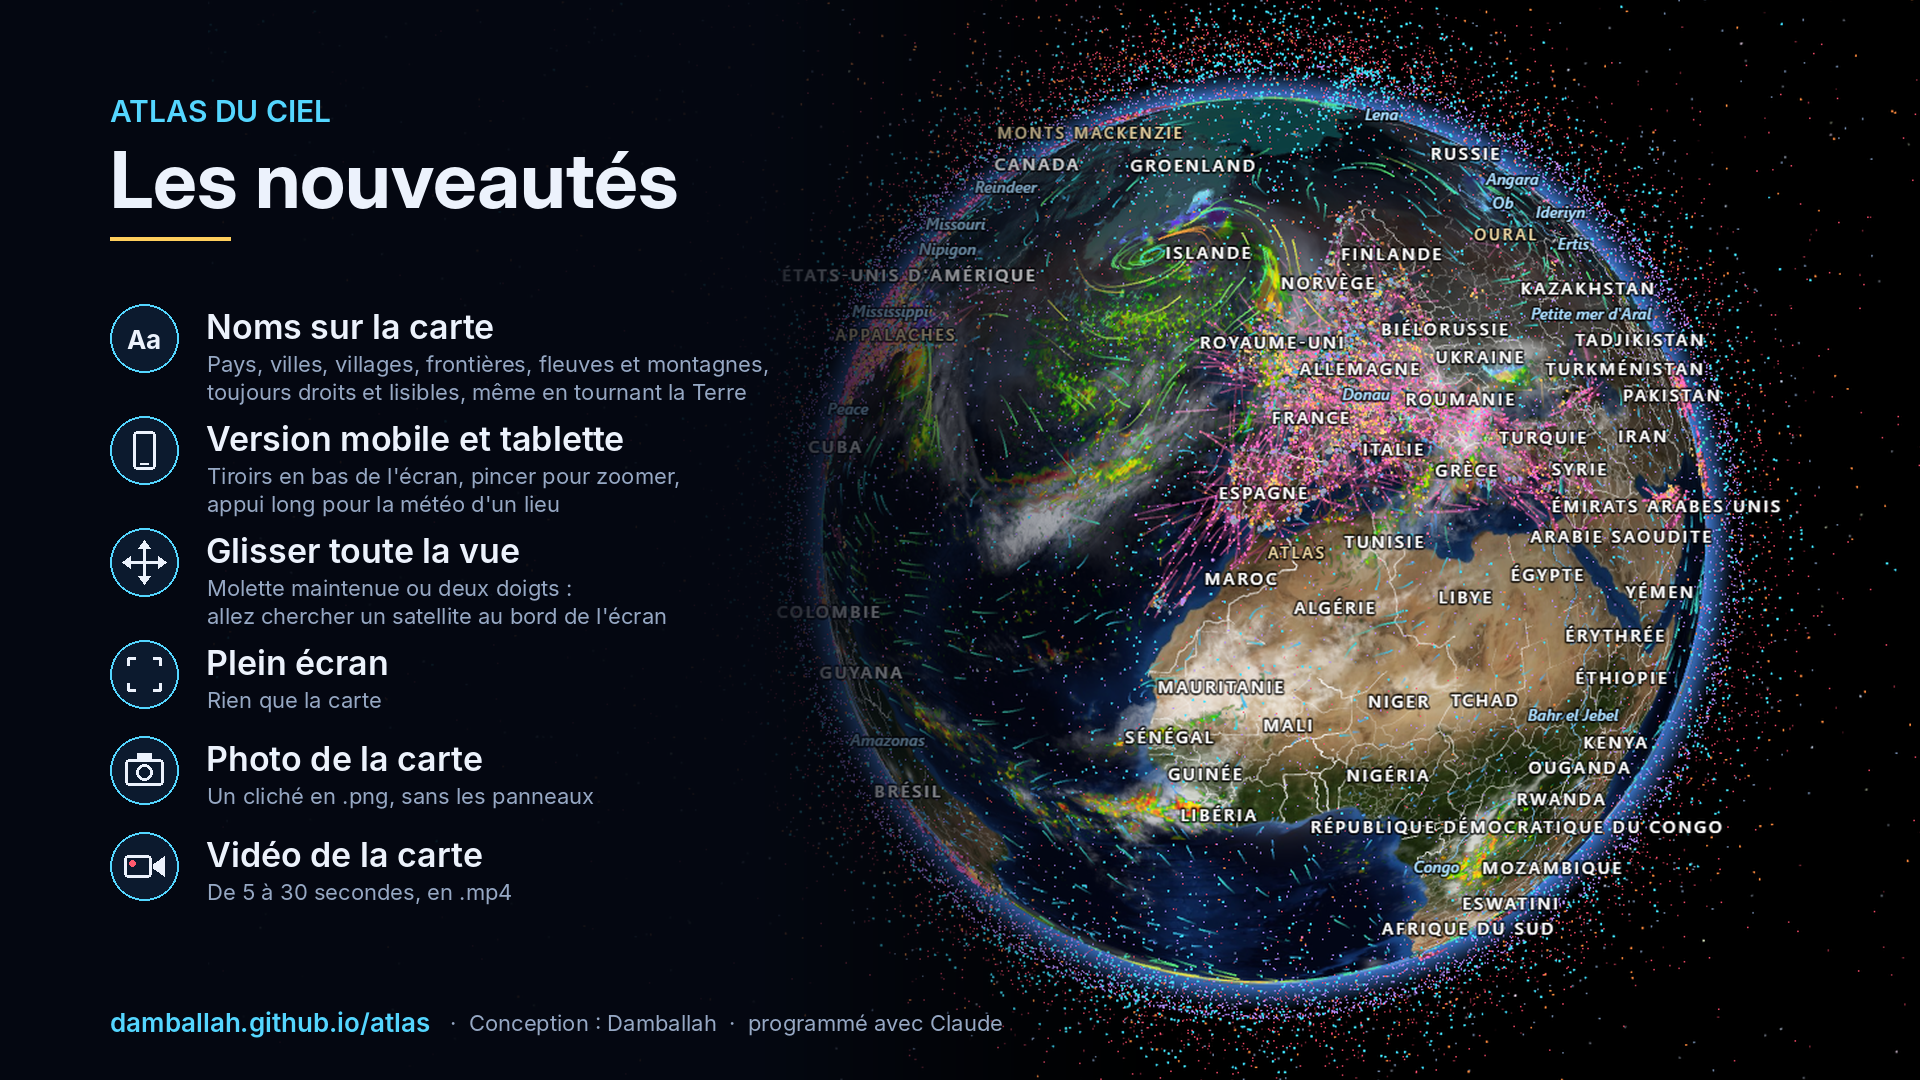 ATLAS DU CIEL
Les nouveautés
Aa
Noms sur la carte
Pays, villes, villages, frontières, fleuves et montagnes,
toujours droits et lisibles, même en tournant la Terre
Version mobile et tablette
Tiroirs en bas de l'écran, pincer pour zoomer,
appui long pour la météo d'un lieu
Glisser toute la vue
Molette maintenue ou deux doigts :
allez chercher un satellite au bord de l'écran
Plein écran
Rien que la carte
Photo de la carte
Un cliché en .png, sans les panneaux
Vidéo de la carte
De 5 à 30 secondes, en .mp4
damballah.github.io/atlas · Conception : Damballah · programmé avec Claude
Lena
MONTS MACKENZIE
RUSSIE
CANADA
GROENLAND
Angara
Reindeer
Ob
Ideriyn
Missouri
OURAL
Ertis
Nipigon
ISLANDE
FINLANDE
ÉTATS-UNIS D'AMÉRIQUE
NORVÈGE
KAZAKHSTAN
Mississippi
Petite mer d'Aral
APPALACHES
BIÉLORUSSIE
ROYAUME-UNI
TADJIKISTAN
UKRAINE
ALLEMAGNE
TURKMÉNISTAN
Donau
ROUMANIE
PAKISTAN
Peace
FRANCE
CUBA
ITALIE
TURQUIE
IRAN
GRÈCE
SYRIE
ESPAGNE
ÉMIRATS ARABES UNIS
ATLAS
TUNISIE
ARABIE SAOUDITE
MAROC
ÉGYPTE
YÉMEN
COLOMBIE
ALGÉRIE
LIBYE
ÉRYTHRÉE
GUYANA
ÉTHIOPIE
MAURITANIE
NIGER
TCHAD
Bahr el Jebel
MALI
Amazonas
SÉNÉGAL
KENYA
GUINÉE
NIGÉRIA
OUGANDA
BRÉSIL
RWANDA
LIBÉRIA
RÉPUBLIQUE DÉMOCRATIQUE DU CONGO
Congo
MOZAMBIQUE
ESWATINI
AFRIQUE DU SUD